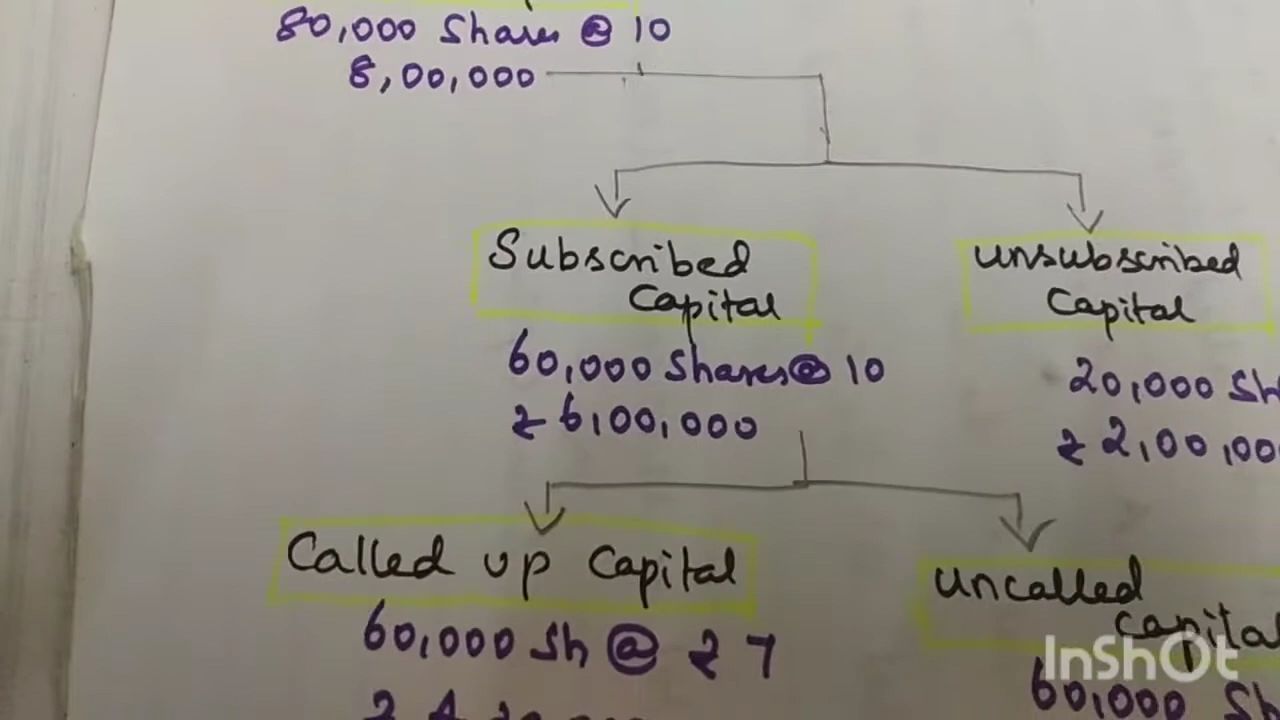 80,000 Shares @ 10
8,00,000
Subscribed
Capital
unsubscribed
Capital
60,000 Shares @ 10
₹ 6,00,000
20,000 Sh
₹ 2,00,00
Called up Capital
uncalled
capital
60,000 Sh @ ₹ 7
60,000 Sh
InShOt